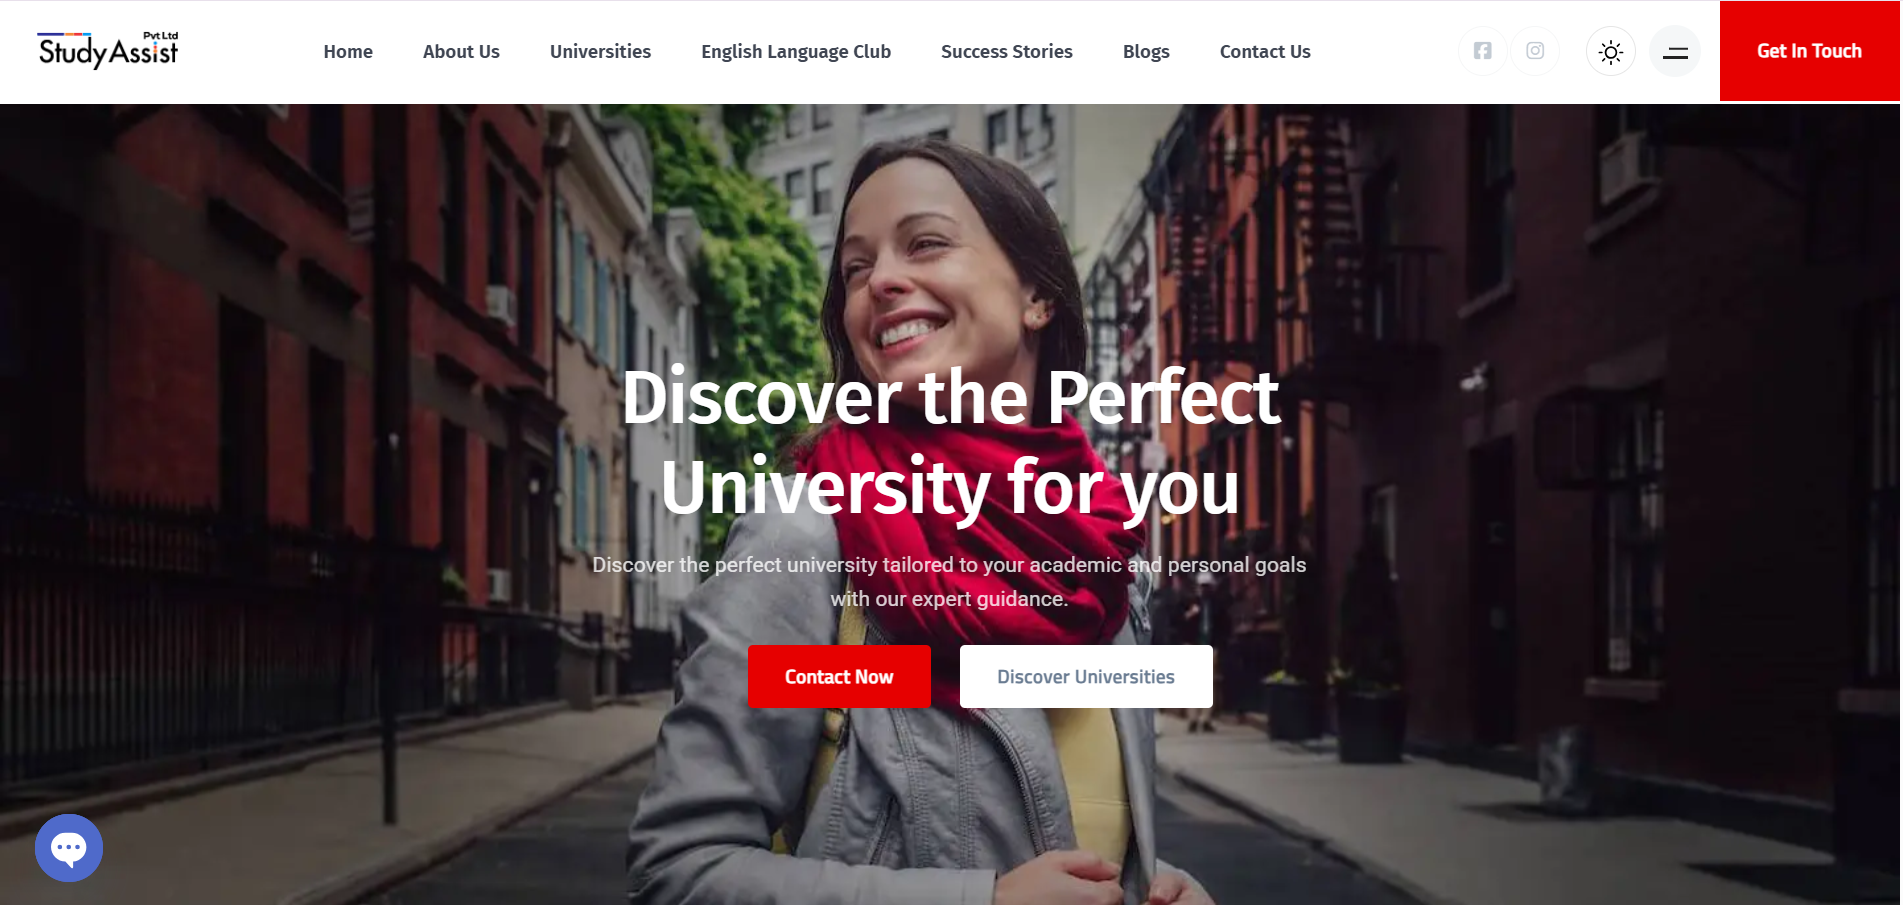 Pvt Ltd
StudyAssist
Home
About Us
Universities
English Language Club
Success Stories
Blogs
Contact Us
Get In Touch
Discover the Perfect
University for you
Discover the perfect university tailored to your academic and personal goals
with our expert guidance.
Contact Now
Discover Universities